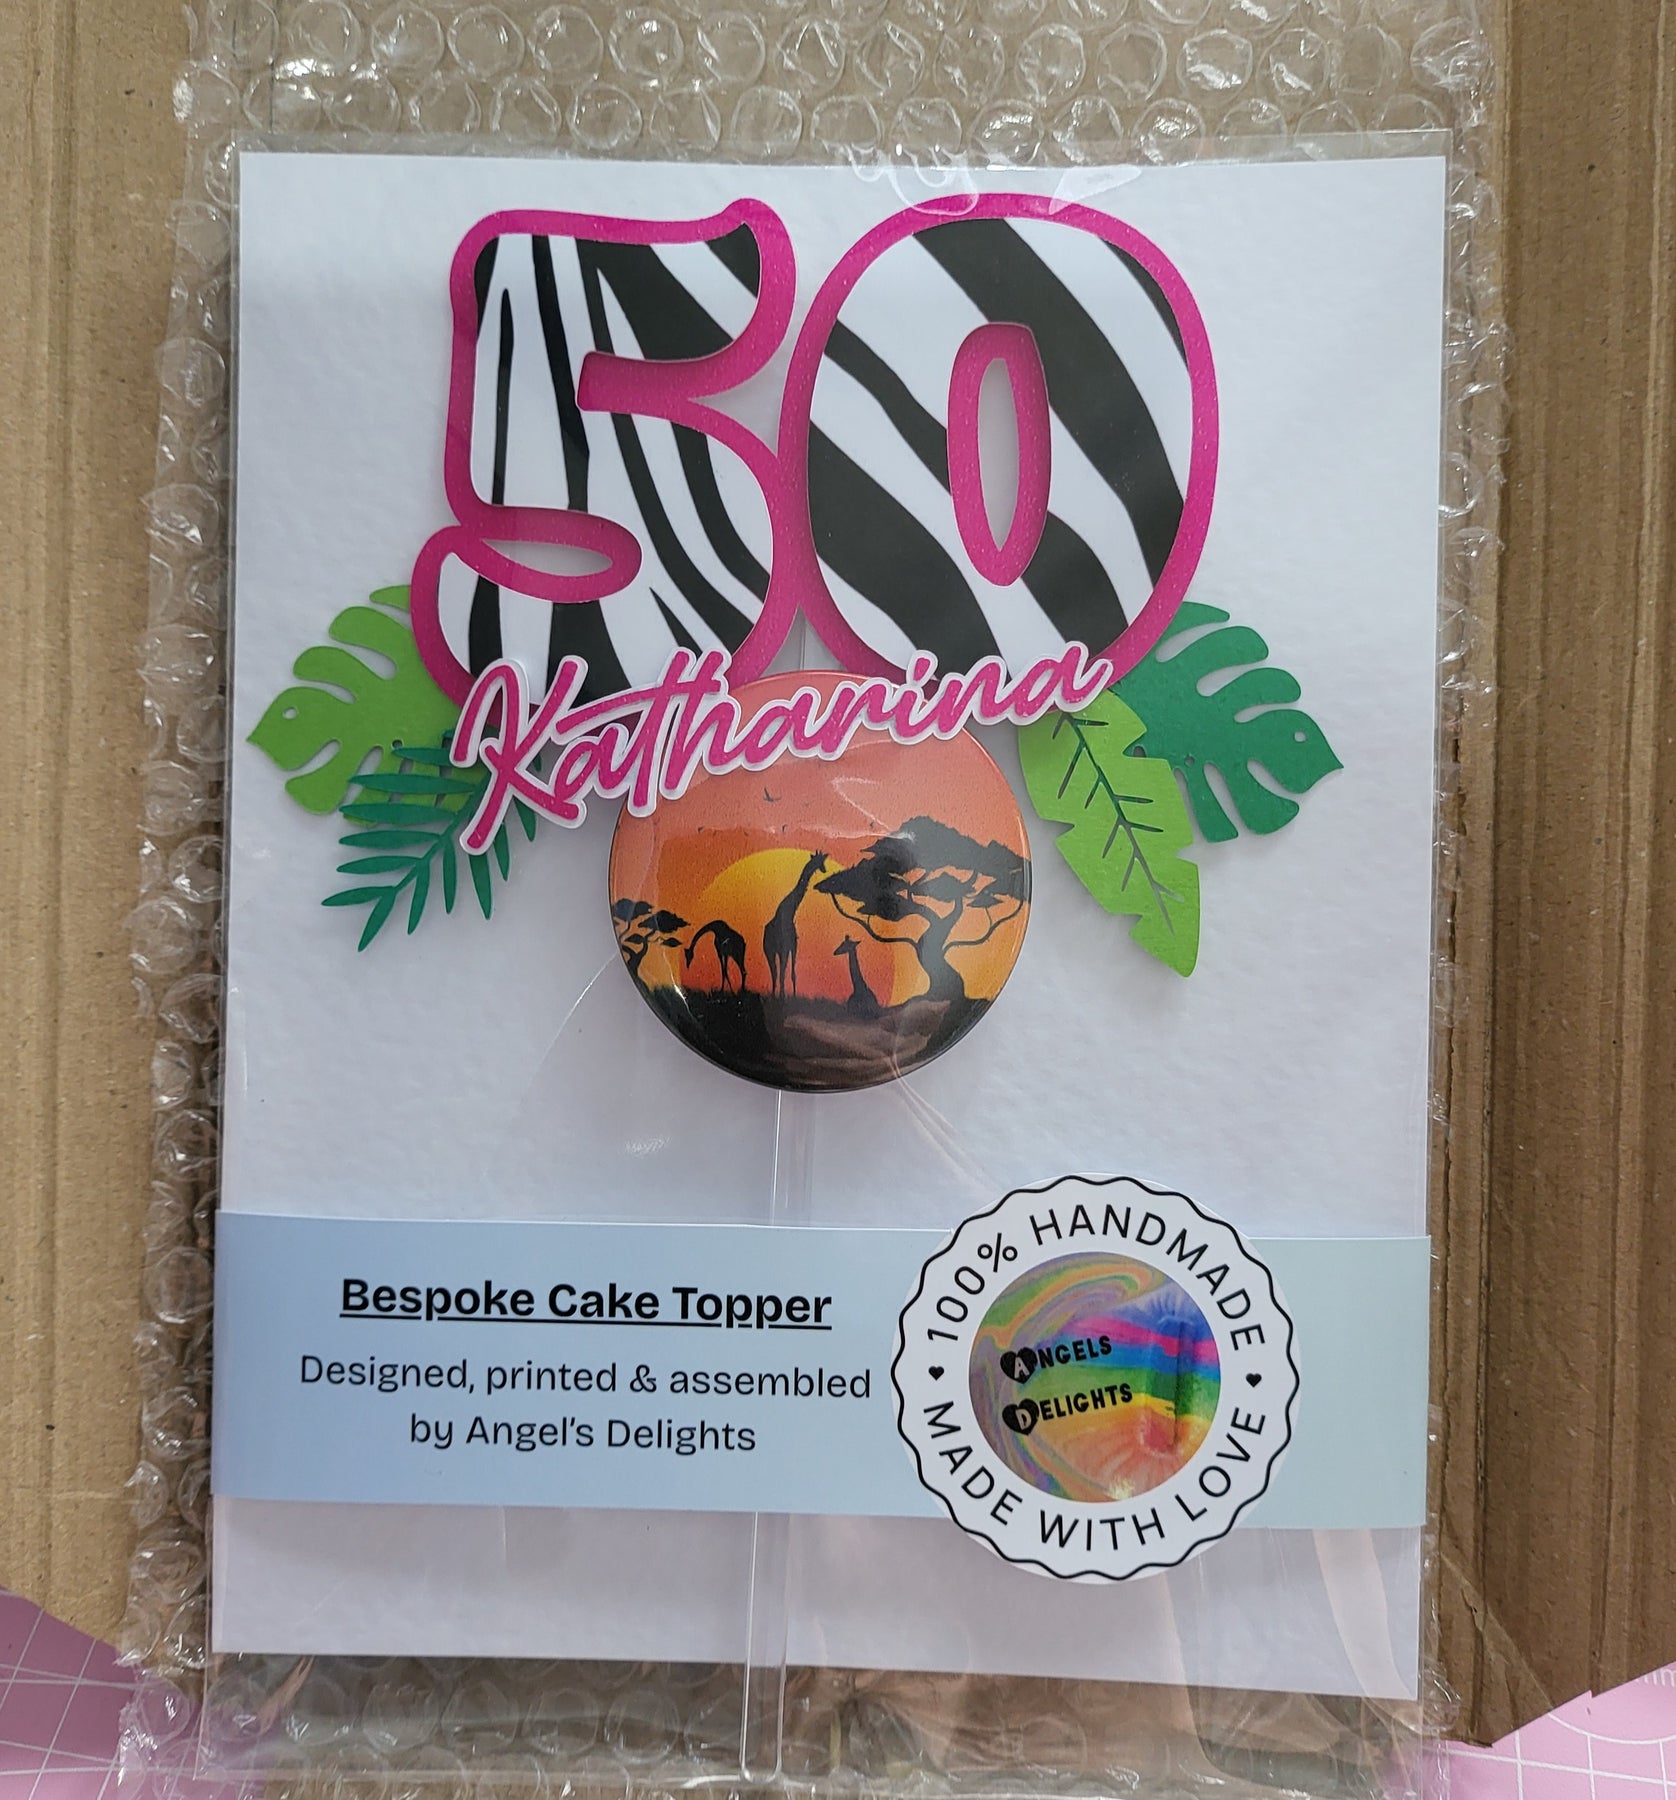 50
Katharina
Bespoke Cake Topper
Designed, printed & assembled
by Angel's Delights
100% HANDMADE
ANGELS
DELIGHTS
MADE WITH LOVE